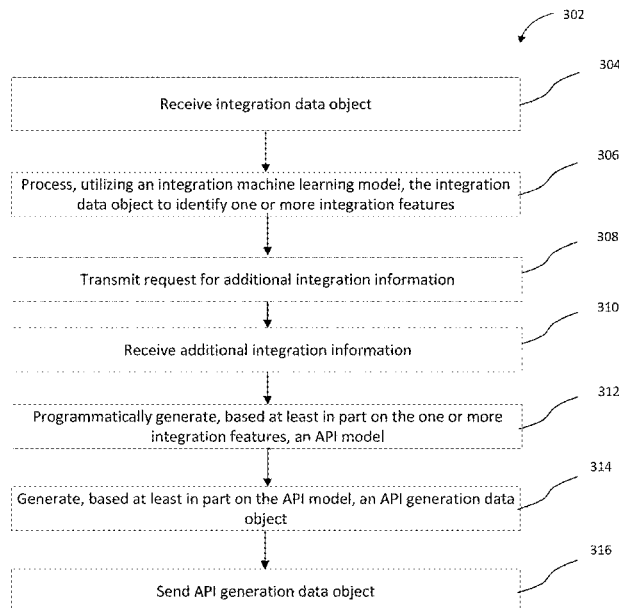 302
304
Receive integration data object
306
Process, utilizing an integration machine learning model, the integration
data object to identify one or more integration features
308
Transmit request for additional integration information
310
Receive additional integration information
312
Programmatically generate, based at least in part on the one or more
integration features, an API model
314
Generate, based at least in part on the API model, an API generation data
object
316
Send API generation data object